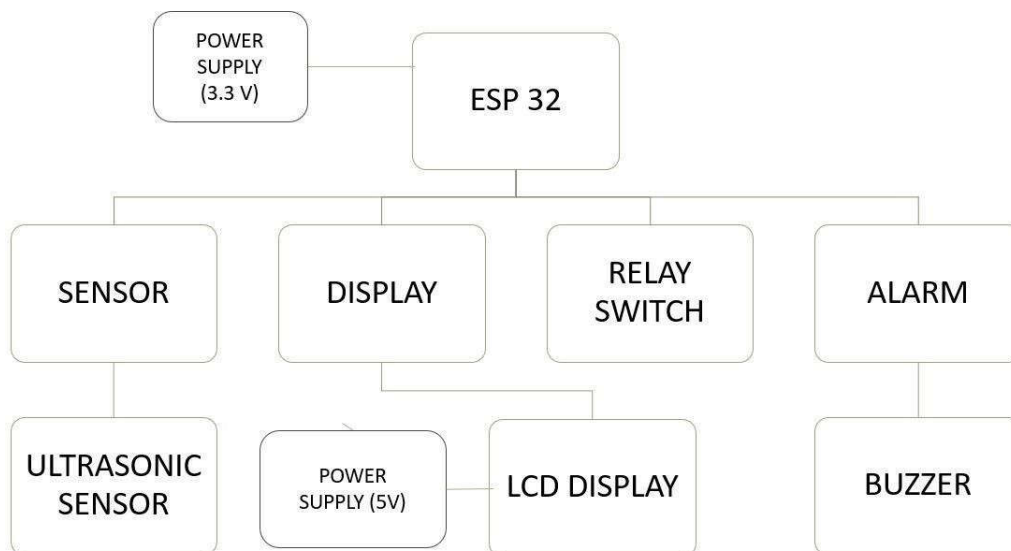 POWER
SUPPLY
(3.3 V)
ESP 32
SENSOR
DISPLAY
RELAY
SWITCH
ALARM
ULTRASONIC
SENSOR
POWER
SUPPLY (5V)
LCD DISPLAY
BUZZER